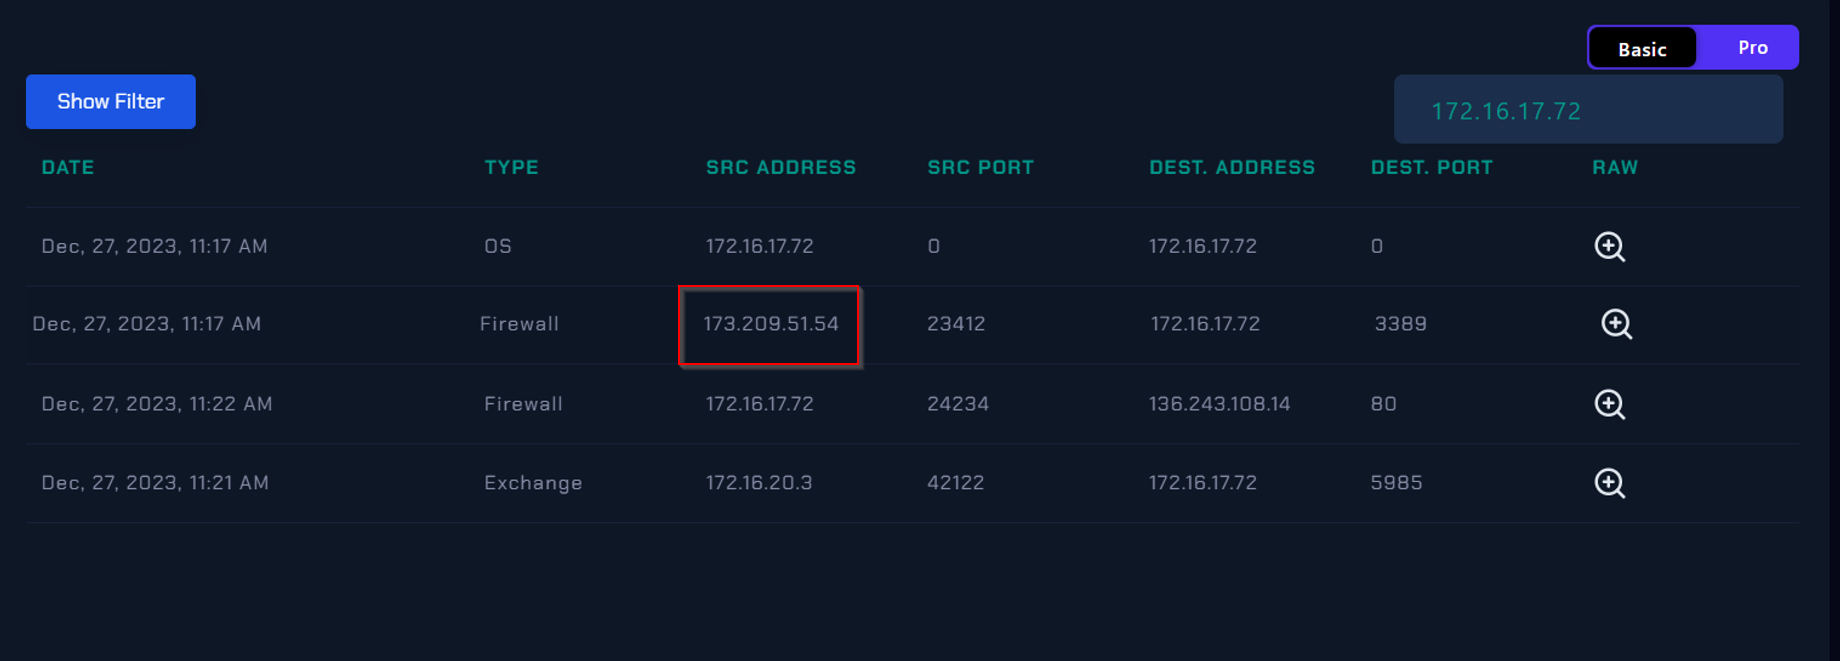 Basic Pro
Show Filter
172.16.17.72
DATE TYPE SRC ADDRESS SRC PORT DEST. ADDRESS DEST. PORT RAW
Dec, 27, 2023, 11:17 AM OS 172.16.17.72 0 172.16.17.72 0
Dec, 27, 2023, 11:17 AM Firewall 173.209.51.54 23412 172.16.17.72 3389
Dec, 27, 2023, 11:22 AM Firewall 172.16.17.72 24234 136.243.108.14 80
Dec, 27, 2023, 11:21 AM Exchange 172.16.20.3 42122 172.16.17.72 5985